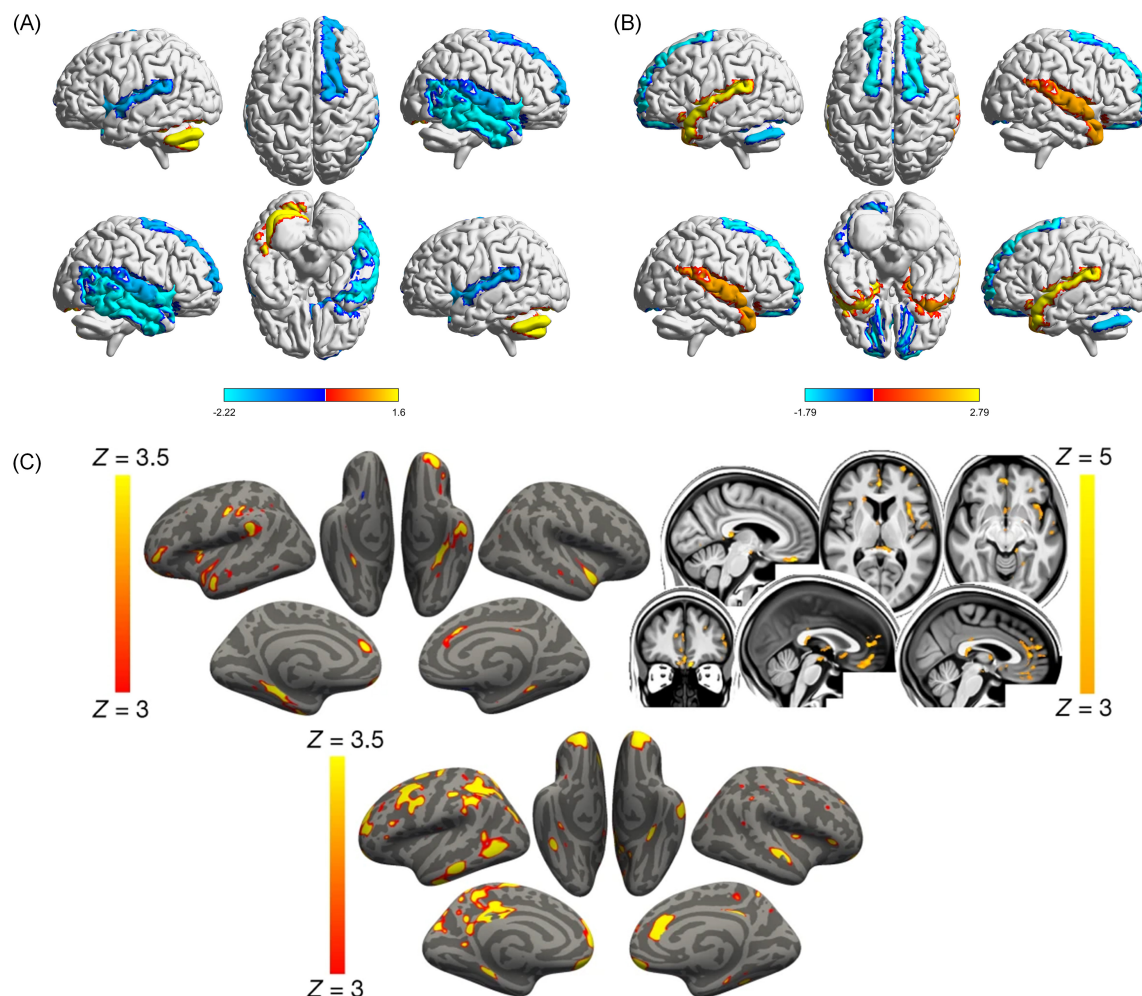 (A)
(B)
-2.22
1.6
-1.79
2.79
(C)
Z = 3.5
Z = 3
Z = 5
Z = 3
Z = 3.5
Z = 3